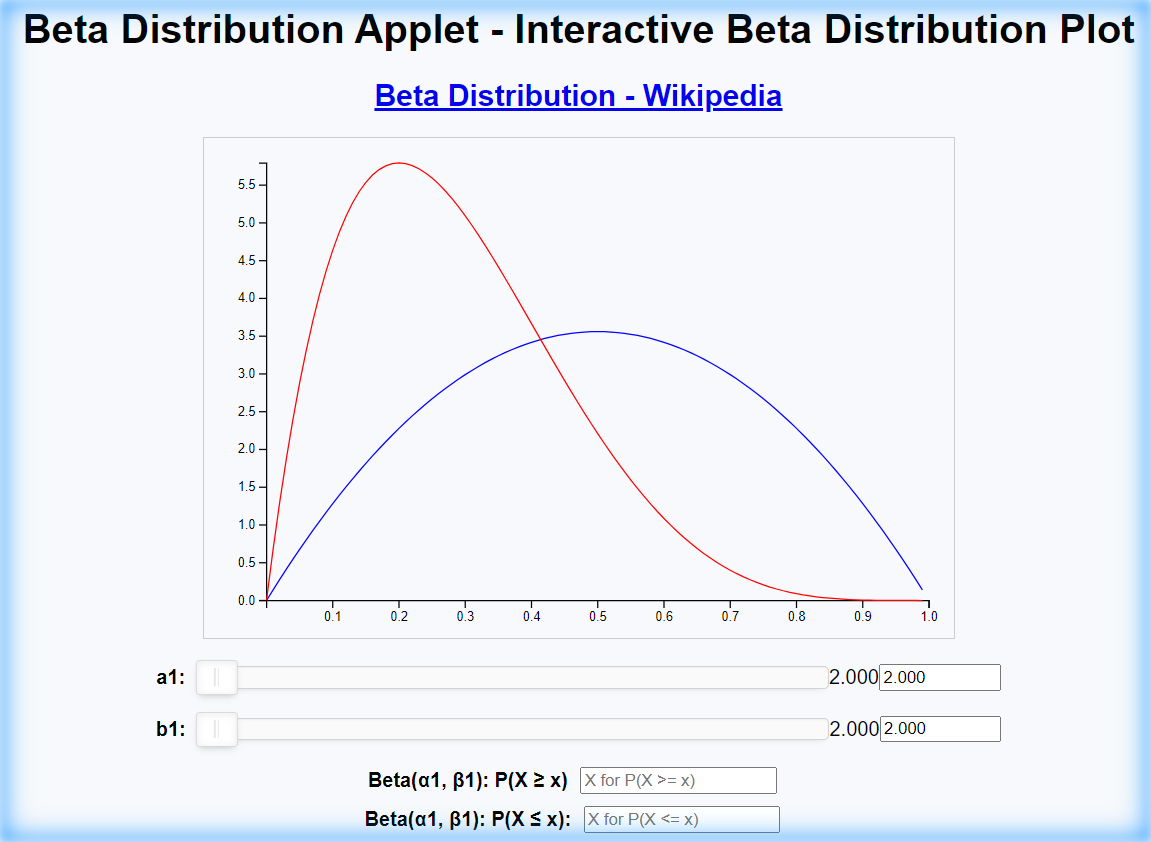 Beta Distribution Applet - Interactive Beta Distribution Plot
Beta Distribution - Wikipedia
5.5
5.0
4.5
4.0
3.5
3.0
2.5
2.0
1.5
1.0
0.5
0.0
0.1 0.2 0.3 0.4 0.5 0.6 0.7 0.8 0.9 1.0
a1: 2.000 2.000
b1: 2.000 2.000
Beta(α1, β1): P(X ≥ x) X for P(X >= x)
Beta(α1, β1): P(X ≤ x): X for P(X <= x)